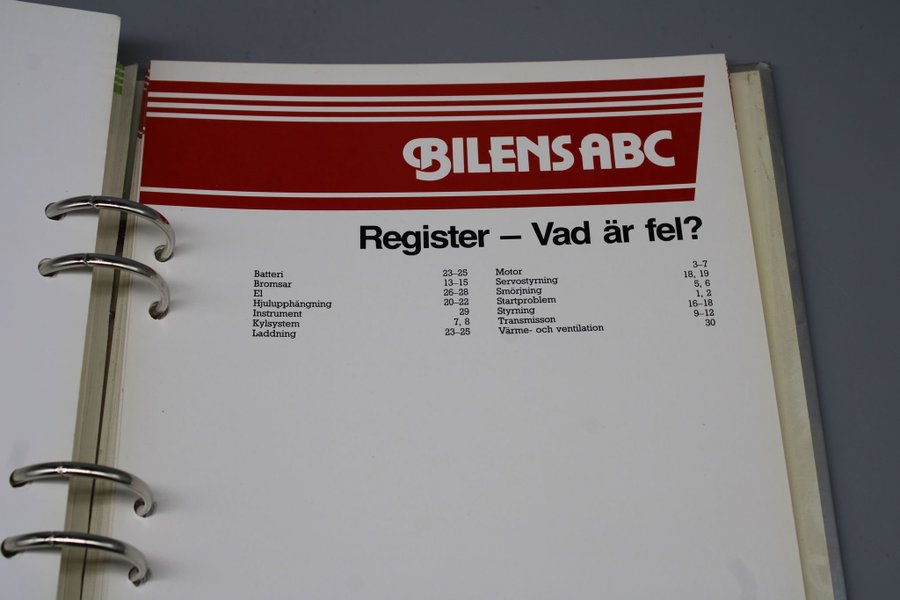 BILENS ABC
Register – Vad är fel?
Batteri 23–25
Bromsar 13–15
El 26–28
Hjulupphängning 20–22
Instrument 29
Kylsystem 7, 8
Laddning 23–25
Motor 3–7
Servostyrning 18, 19
Smörjning 5, 6
Startproblem 1, 2
Styrning 16–18
Transmisson 9–12
Värme- och ventilation 30